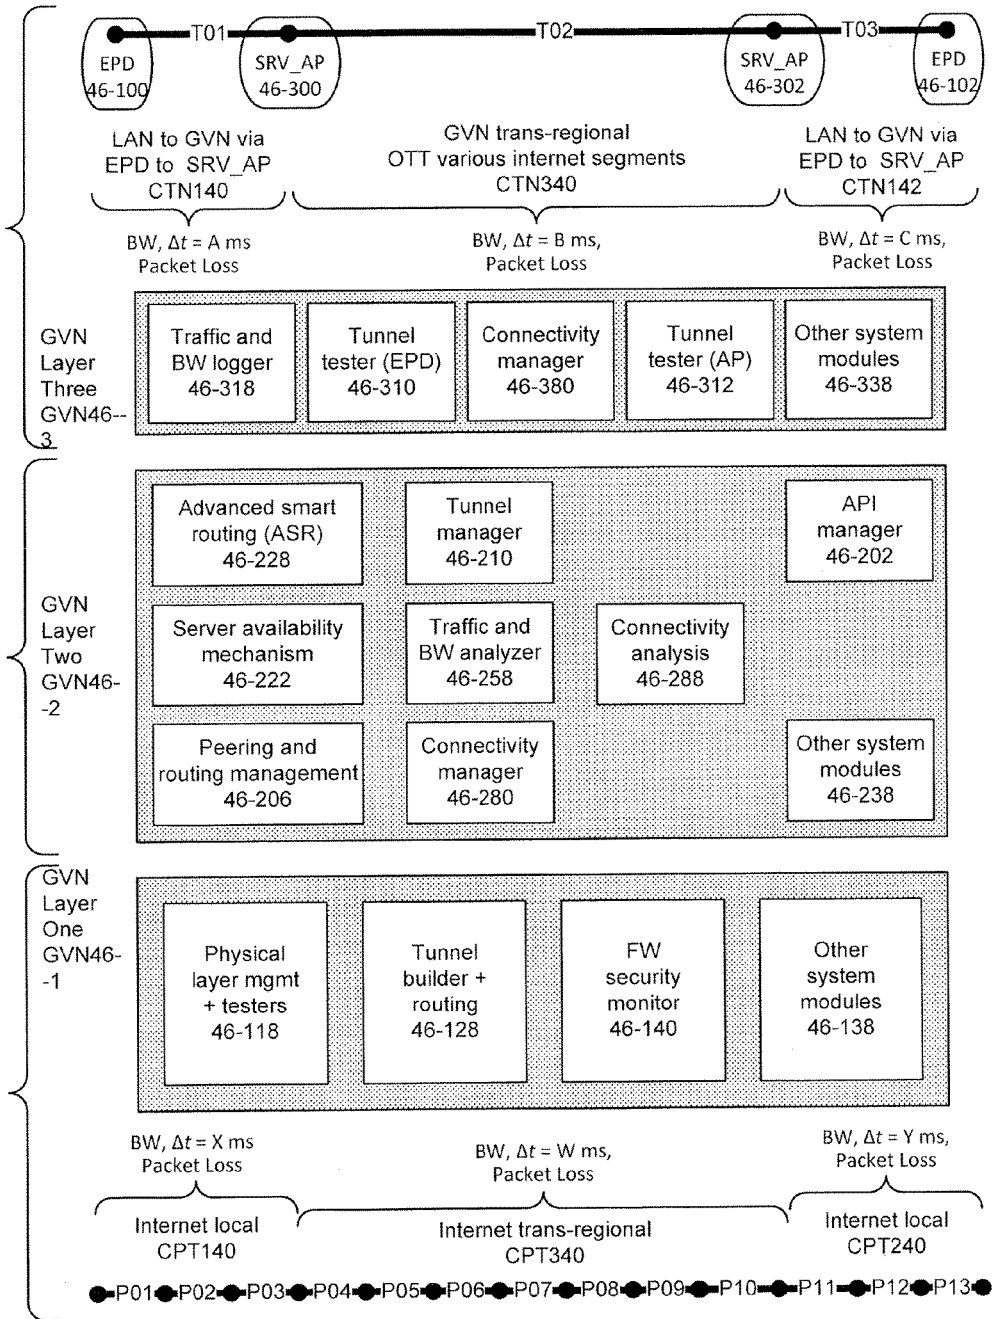 T01 T02 T03
EPD
46-100
SRV_AP
46-300
SRV_AP
46-302
EPD
46-102
LAN to GVN via
EPD to SRV_AP
CTN140
GVN trans-regional
OTT various internet segments
CTN340
LAN to GVN via
EPD to SRV_AP
CTN142
BW, Δt = A ms
Packet Loss
BW, Δt = B ms,
Packet Loss
BW, Δt = C ms,
Packet Loss
GVN
Layer
Three
GVN46--
3
Traffic and
BW logger
46-318
Tunnel
tester (EPD)
46-310
Connectivity
manager
46-380
Tunnel
tester (AP)
46-312
Other system
modules
46-338
GVN
Layer
Two
GVN46-
-2
Advanced smart
routing (ASR)
46-228
Tunnel
manager
46-210
API
manager
46-202
Server availability
mechanism
46-222
Traffic and
BW analyzer
46-258
Connectivity
analysis
46-288
Peering and
routing management
46-206
Connectivity
manager
46-280
Other system
modules
46-238
GVN
Layer
One
GVN46-
-1
Physical
layer mgmt
+ testers
46-118
Tunnel
builder +
routing
46-128
FW
security
monitor
46-140
Other
system
modules
46-138
BW, Δt = X ms
Packet Loss
BW, Δt = W ms,
Packet Loss
BW, Δt = Y ms,
Packet Loss
Internet local
CPT140
Internet trans-regional
CPT340
Internet local
CPT240
P01 P02 P03 P04 P05 P06 P07 P08 P09 P10 P11 P12 P13